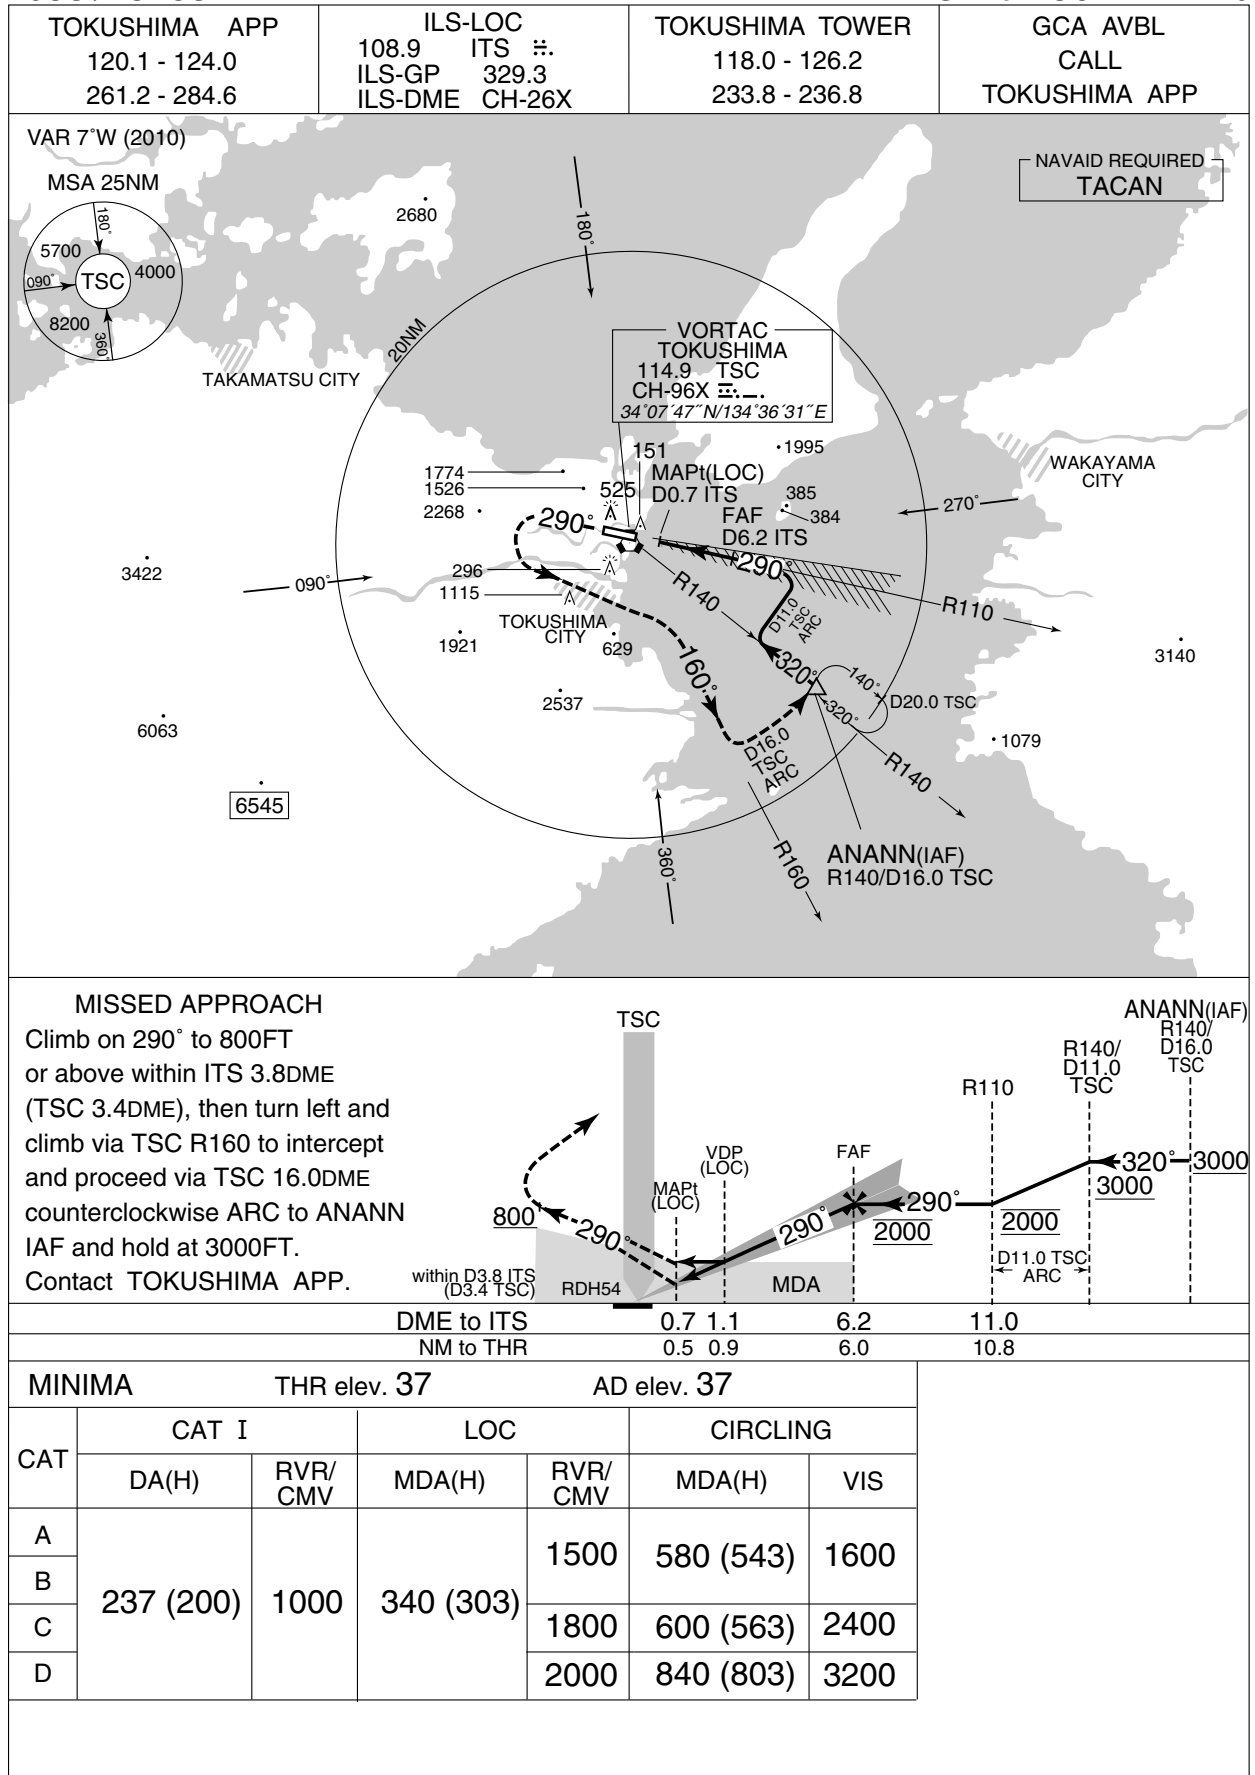 TOKUSHIMA APP
120.1 - 124.0
261.2 - 284.6
ILS-LOC
108.9 ITS
ILS-GP 329.3
ILS-DME CH-26X
TOKUSHIMA TOWER
118.0 - 126.2
233.8 - 236.8
GCA AVBL
CALL
TOKUSHIMA APP
VAR 7°W (2010)
MSA 25NM
180°
5700
4000
090°
TSC
8200
360°
NAVAID REQUIRED
TACAN
2680
180°
20NM
TAKAMATSU CITY
VORTAC
TOKUSHIMA
114.9 TSC
CH-96X
34°07′47″N/134°36′31″E
151
1995
1774
1526
2268
525
MAPt(LOC)
D0.7 ITS
FAF
D6.2 ITS
385
384
WAKAYAMA
CITY
270°
290°
290°
3422
090°
296
1115
TOKUSHIMA
CITY
R140
D11.0
TSC
ARC
R110
1921
629
160°
320°
140°
320°
D20.0 TSC
3140
2537
6063
6545
D16.0
TSC
ARC
1079
R140
R160
360°
ANANN(IAF)
R140/D16.0 TSC
MISSED APPROACH
Climb on 290° to 800FT
or above within ITS 3.8DME
(TSC 3.4DME), then turn left and
climb via TSC R160 to intercept
and proceed via TSC 16.0DME
counterclockwise ARC to ANANN
IAF and hold at 3000FT.
Contact TOKUSHIMA APP.
TSC
ANANN(IAF)
R140/
D16.0
TSC
R140/
D11.0
TSC
R110
VDP
(LOC)
FAF
MAPt
(LOC)
320°
3000
3000
800
290°
290°
290°
2000
2000
D11.0 TSC
ARC
within D3.8 ITS
(D3.4 TSC)
RDH54
MDA
DME to ITS 0.7 1.1 6.2 11.0
NM to THR 0.5 0.9 6.0 10.8
MINIMA THR elev. 37 AD elev. 37
CAT CAT I LOC CIRCLING
DA(H) RVR/CMV MDA(H) RVR/CMV MDA(H) VIS
A
B
C
D
237 (200) 1000 340 (303)
1500 580 (543) 1600
1800 600 (563) 2400
2000 840 (803) 3200